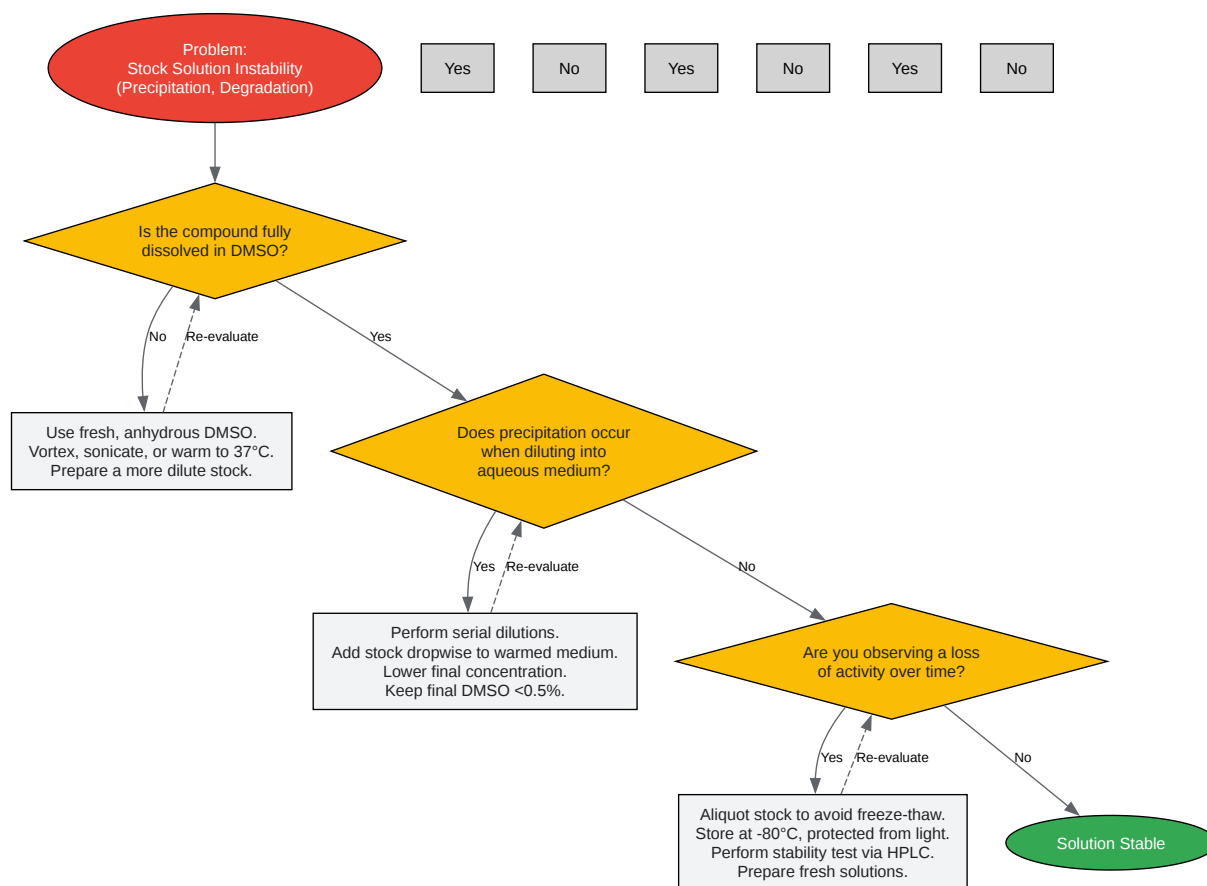 Problem:
Stock Solution Instability
(Precipitation, Degradation)
Yes
No
Yes
No
Yes
No
Is the compound fully
dissolved in DMSO?
No
Re-evaluate
Yes
Use fresh, anhydrous DMSO.
Vortex, sonicate, or warm to 37°C.
Prepare a more dilute stock.
Does precipitation occur
when diluting into
aqueous medium?
Yes
Re-evaluate
No
Perform serial dilutions.
Add stock dropwise to warmed medium.
Lower final concentration.
Keep final DMSO <0.5%.
Are you observing a loss
of activity over time?
Yes
Re-evaluate
No
Aliquot stock to avoid freeze-thaw.
Store at -80°C, protected from light.
Perform stability test via HPLC.
Prepare fresh solutions.
Solution Stable